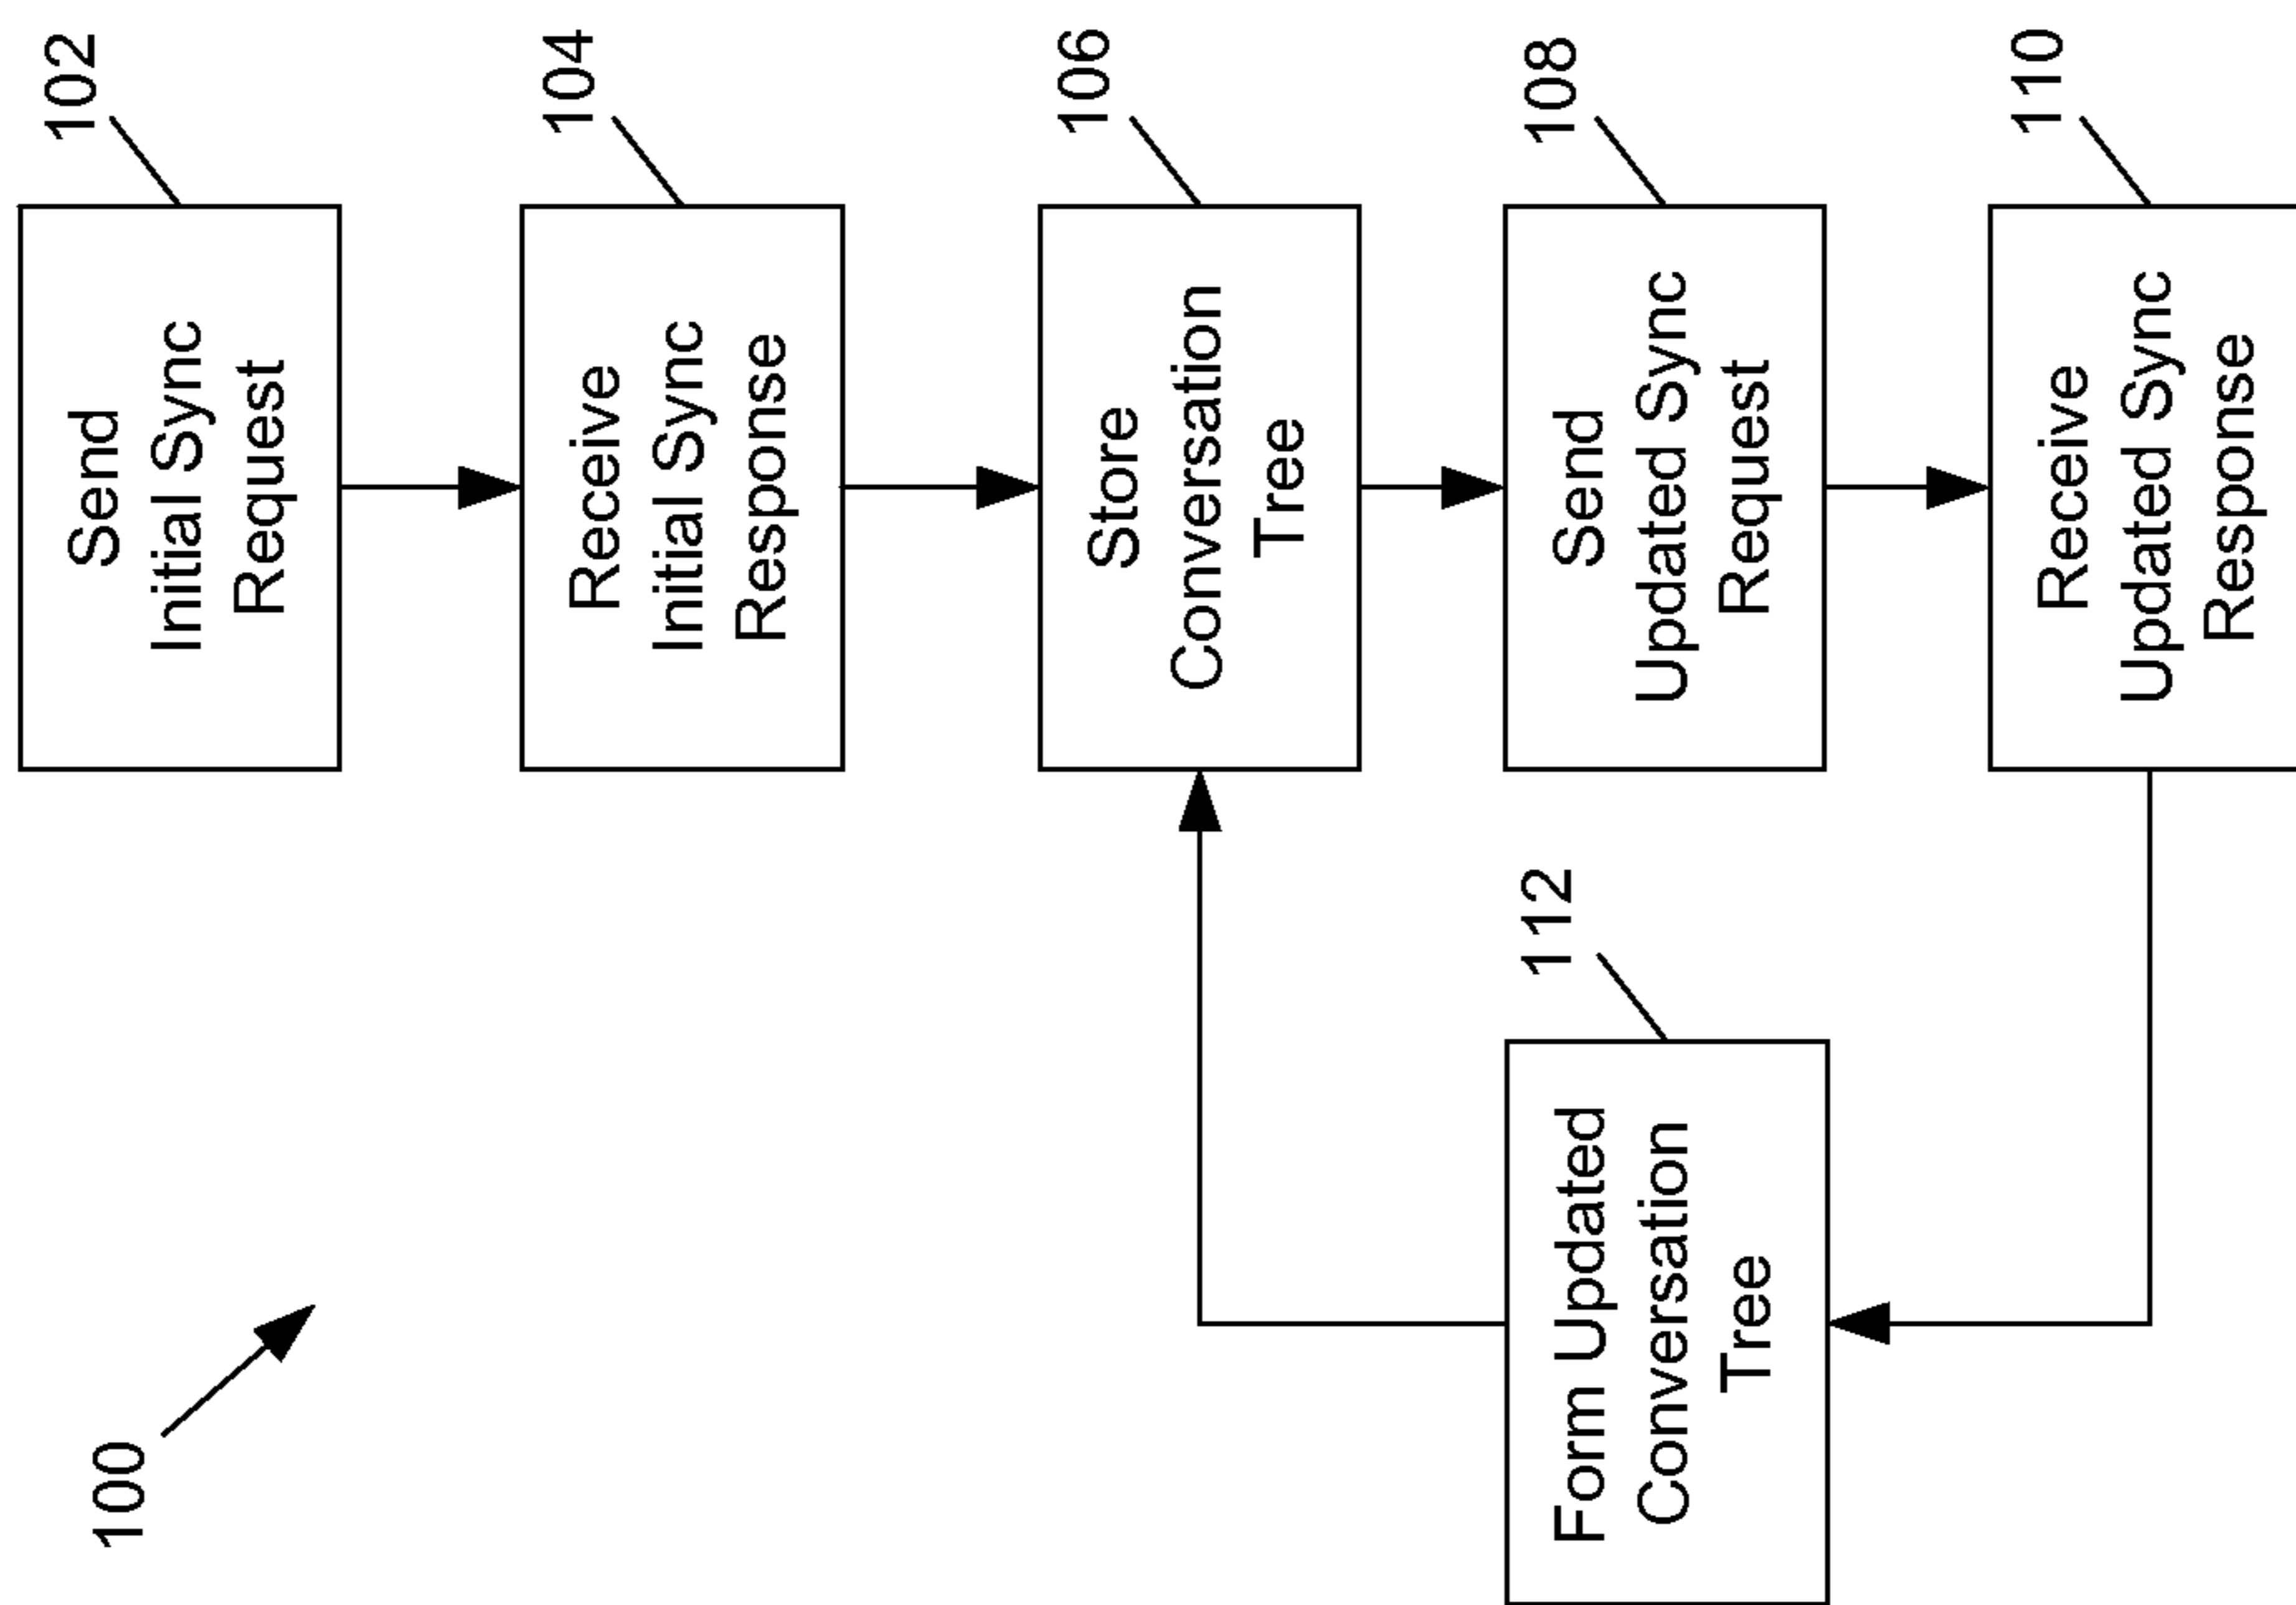 100
102
Send
Initial Sync
Request
104
Receive
Initial Sync
Response
106
Store
Conversation
Tree
108
Send
Updated Sync
Request
110
Receive
Updated Sync
Response
112
Form Updated
Conversation
Tree